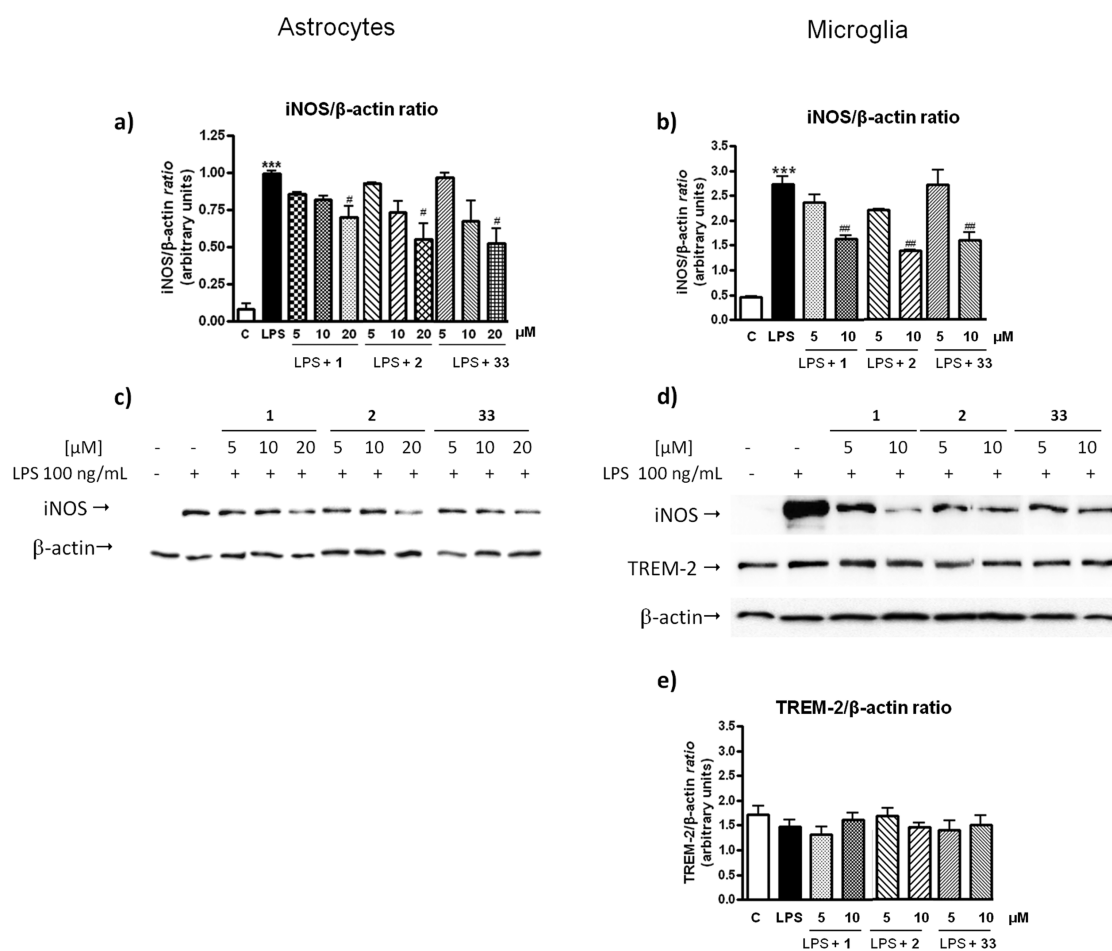 Astrocytes
Microglia
a)
iNOS/β-actin ratio
iNOS/β-actin ratio
(arbitrary units)
1.25
1.00
0.75
0.50
0.25
0.00
***
#
#
#
C LPS 5 10 20 5 10 20 5 10 20 μM
LPS + 1 LPS + 2 LPS + 33
b)
iNOS/β-actin ratio
iNOS/β-actin ratio
(arbitrary units)
3.5
3.0
2.5
2.0
1.5
1.0
0.5
0.0
***
##
##
##
C LPS 5 10 5 10 5 10 μM
LPS + 1 LPS + 2 LPS + 33
c)
1 2 33
[μM] - - 5 10 20 5 10 20 5 10 20
LPS 100 ng/mL - + + + + + + + + + +
iNOS →
β-actin→
d)
1 2 33
[μM] - - 5 10 5 10 5 10
LPS 100 ng/mL - + + + + + + +
iNOS →
TREM-2 →
β-actin→
e)
TREM-2/β-actin ratio
TREM-2/β-actin ratio
(arbitrary units)
3.5
3.0
2.5
2.0
1.5
1.0
0.5
0.0
C LPS 5 10 5 10 5 10 μM
LPS + 1 LPS + 2 LPS + 33